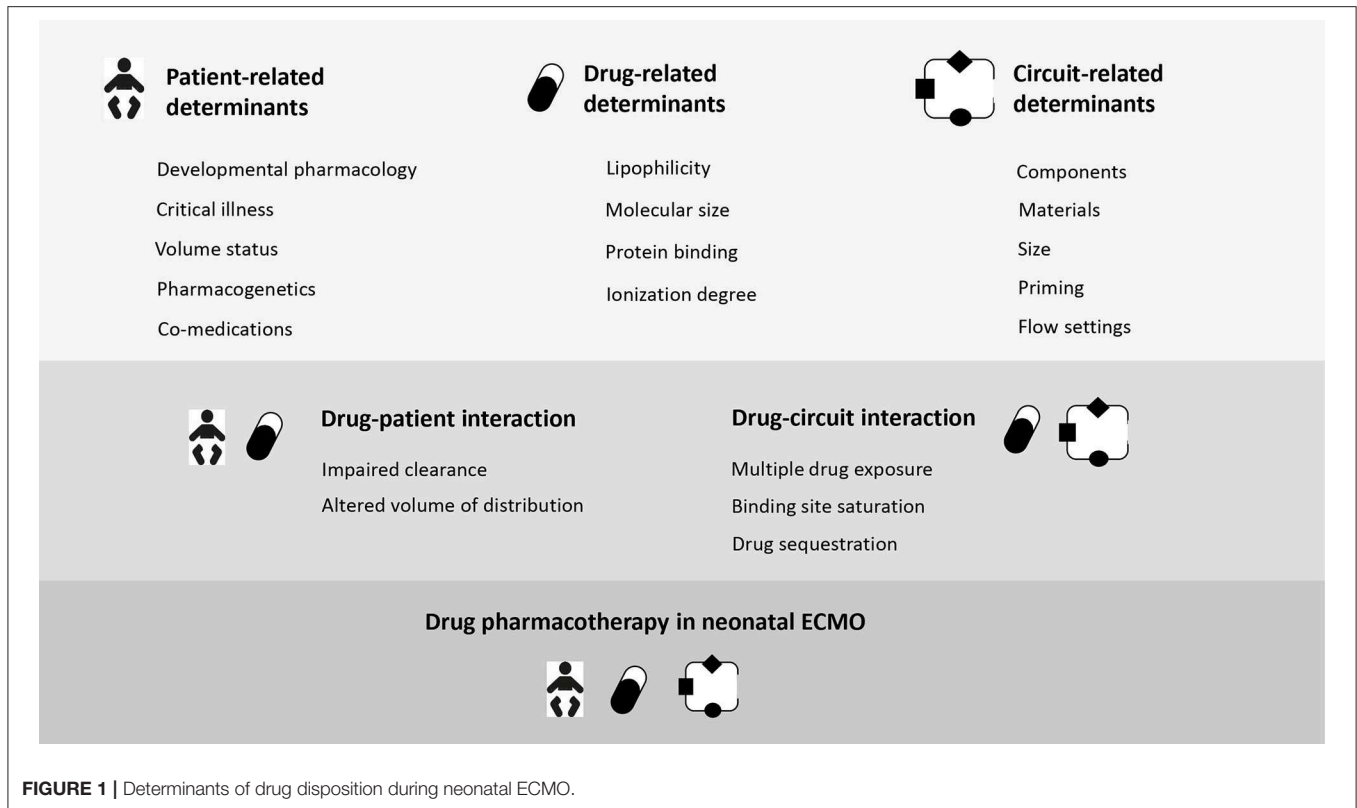 Patient-related
determinants
Developmental pharmacology
Critical illness
Volume status
Pharmacogenetics
Co-medications
Drug-related
determinants
Lipophilicity
Molecular size
Protein binding
Ionization degree
Circuit-related
determinants
Components
Materials
Size
Priming
Flow settings
Drug-patient interaction
Impaired clearance
Altered volume of distribution
Drug-circuit interaction
Multiple drug exposure
Binding site saturation
Drug sequestration
Drug pharmacotherapy in neonatal ECMO
FIGURE 1 | Determinants of drug disposition during neonatal ECMO.